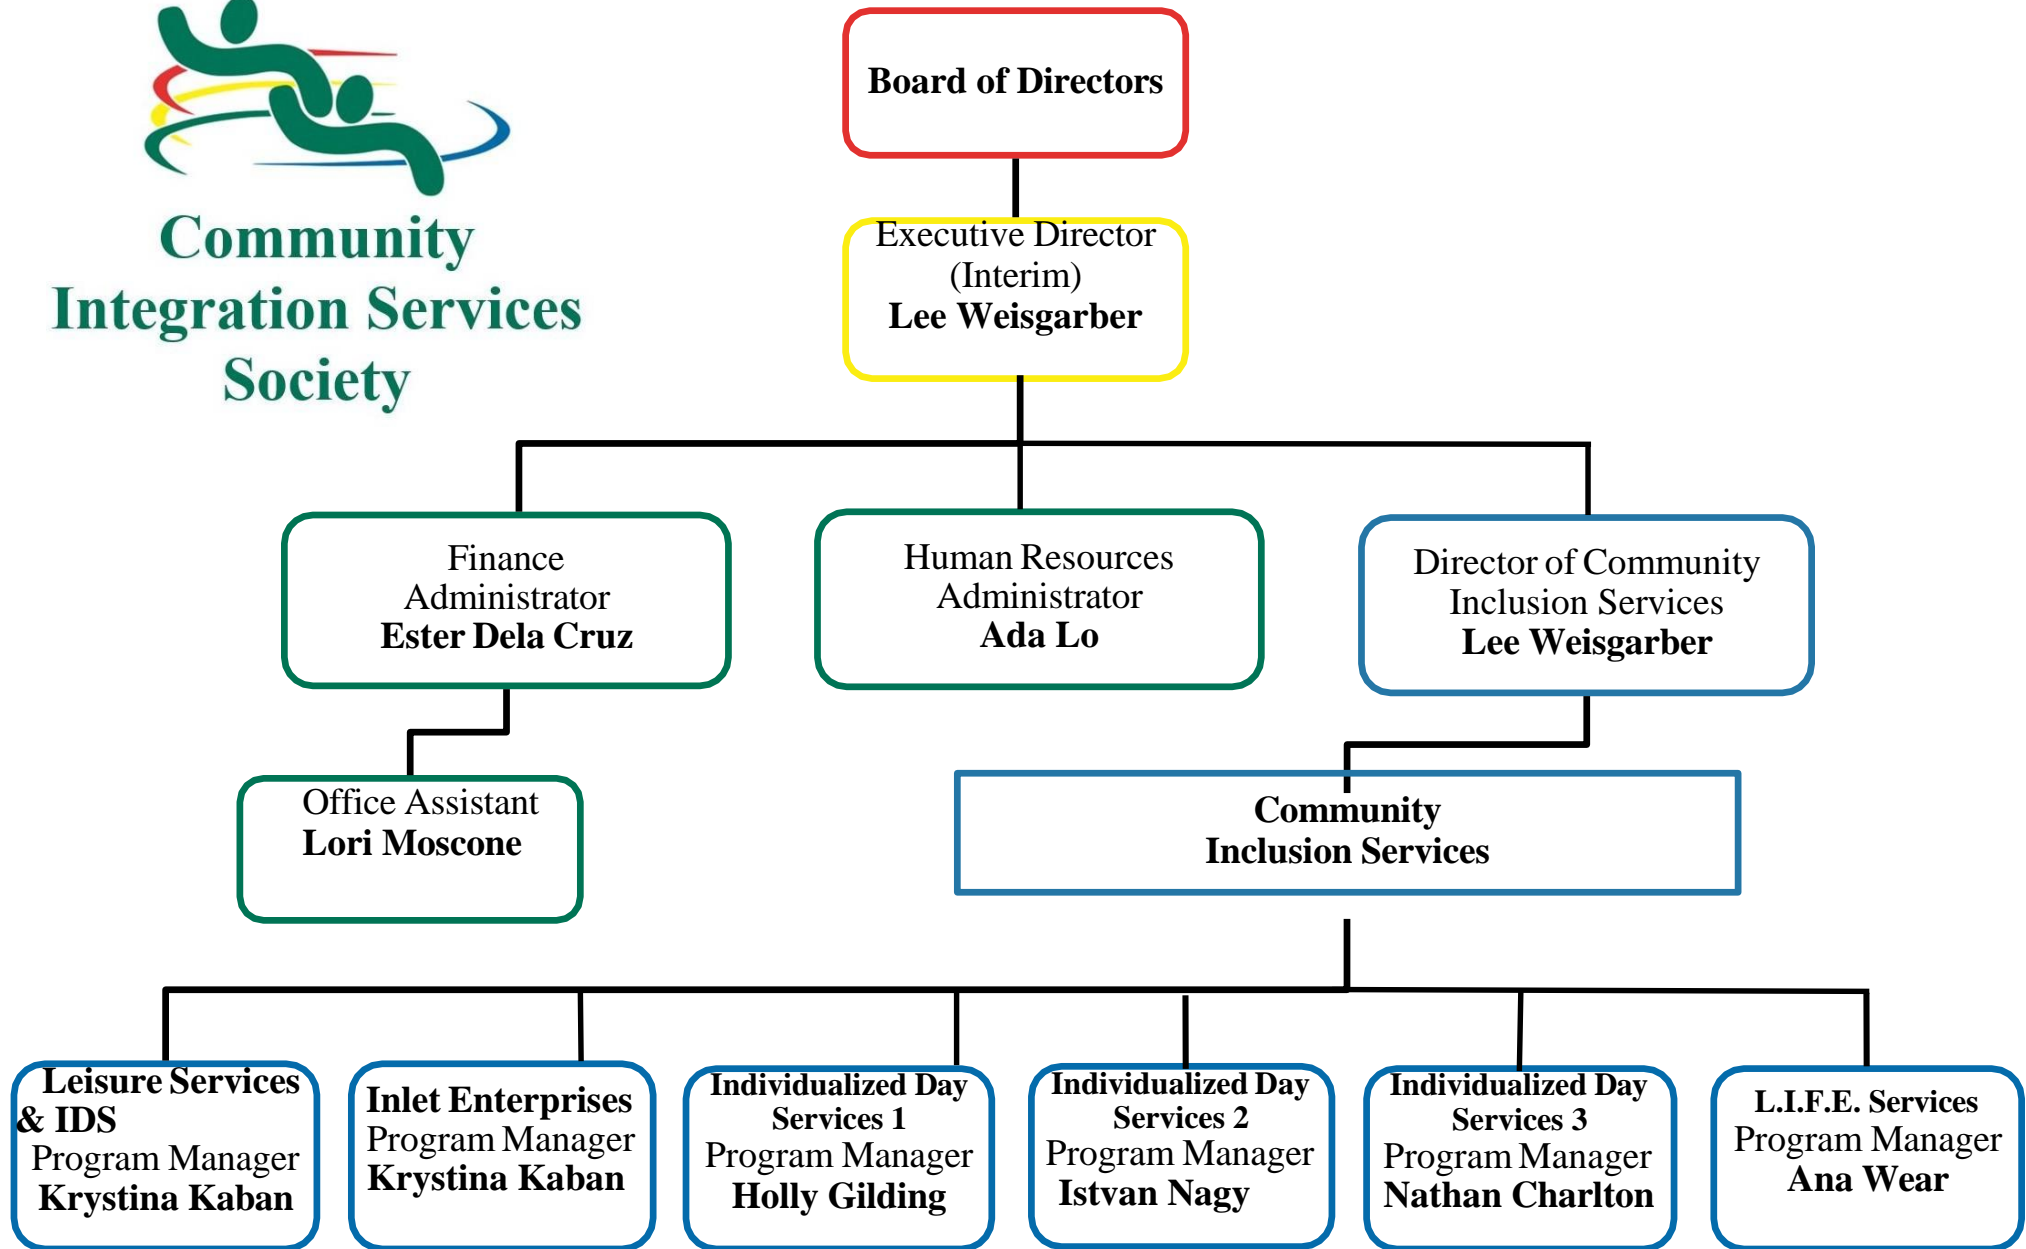 Community
Integration Services
Society
Board of Directors
Executive Director
(Interim)
Lee Weisgarber
Finance
Administrator
Ester Dela Cruz
Human Resources
Administrator
Ada Lo
Director of Community
Inclusion Services
Lee Weisgarber
Office Assistant
Lori Moscone
Community
Inclusion Services
Leisure Services
& IDS
Program Manager
Krystina Kaban
Inlet Enterprises
Program Manager
Krystina Kaban
Individualized Day
Services 1
Program Manager
Holly Gilding
Individualized Day
Services 2
Program Manager
Istvan Nagy
Individualized Day
Services 3
Program Manager
Nathan Charlton
L.I.F.E. Services
Program Manager
Ana Wear